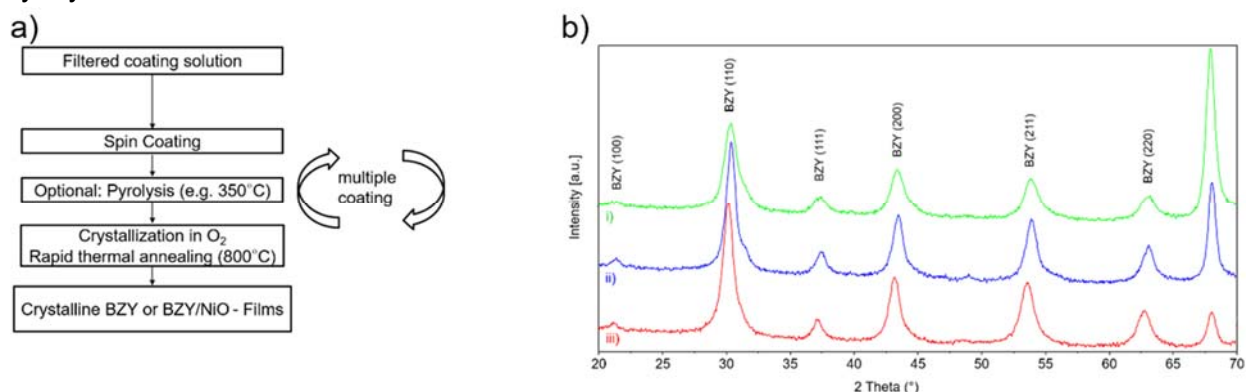 a)
Filtered coating solution
Spin Coating
Optional: Pyrolysis (e.g. 350°C)
Crystallization in O2
Rapid thermal annealing (800°C)
Crystalline BZY or BZY/NiO - Films
multiple
coating
b)
Intensity [a.u.]
BZY (100)
BZY (110)
BZY (111)
BZY (200)
BZY (211)
BZY (220)
i)
ii)
iii)
20 25 30 35 40 45 50 55 60 65 70
2 Theta (°)